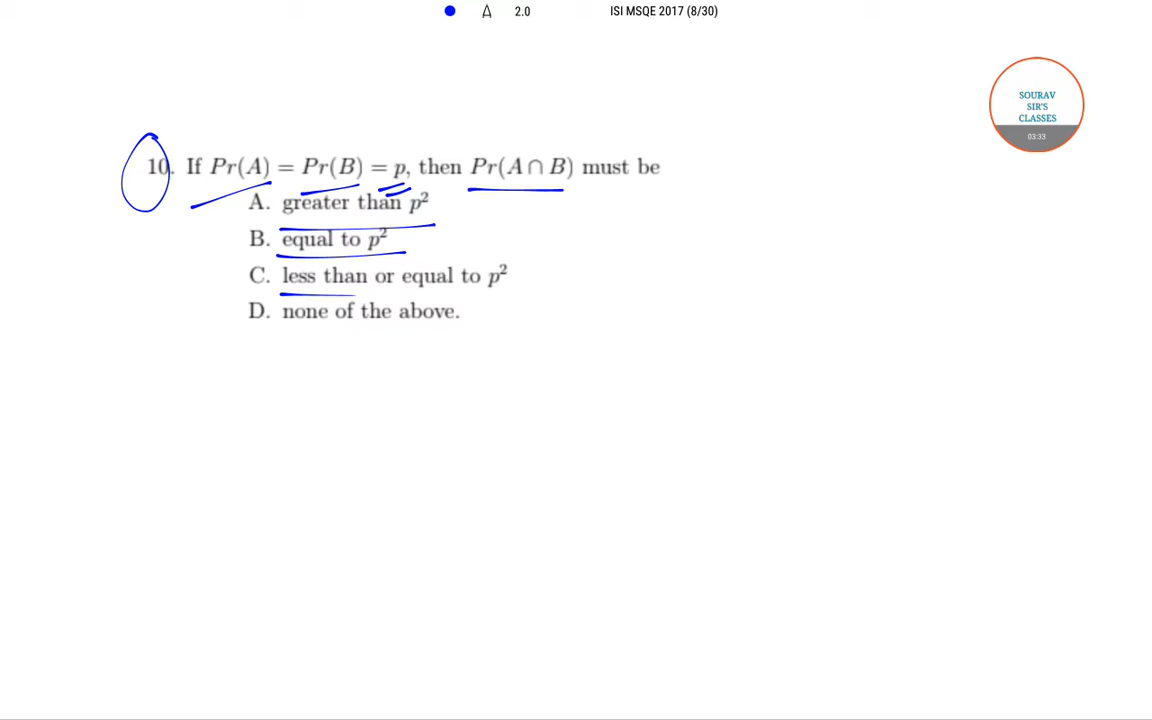 2.0 ISI MSQE 2017 (8/30)
SOURAV
SIR'S
CLASSES
03:33
10. If Pr(A) = Pr(B) = p, then Pr(A ∩ B) must be
A. greater than p²
B. equal to p²
C. less than or equal to p²
D. none of the above.